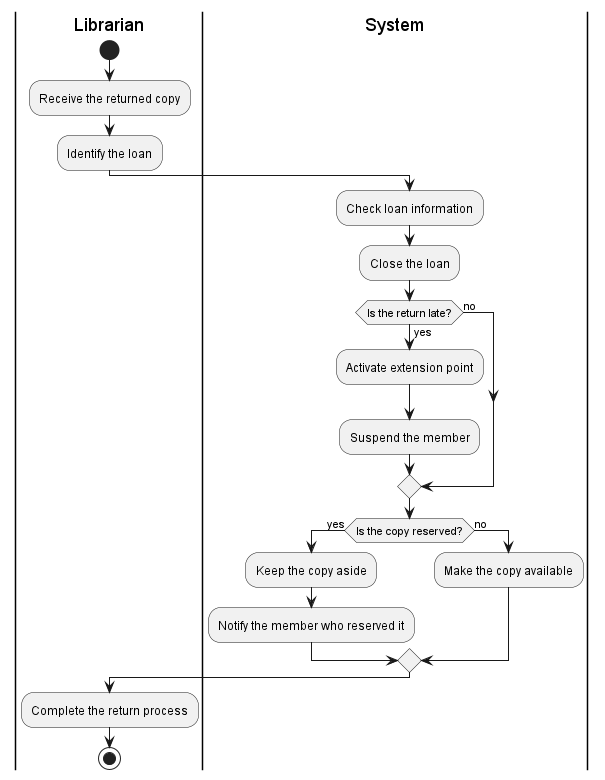 Librarian
System
Receive the returned copy
Identify the loan
Check loan information
Close the loan
Is the return late?
no
yes
Activate extension point
Suspend the member
yes
Is the copy reserved?
no
Keep the copy aside
Make the copy available
Notify the member who reserved it
Complete the return process